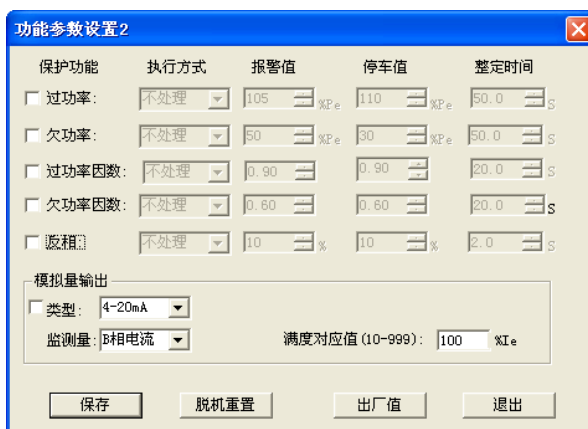 功能参数设置2
保护功能 执行方式 报警值 停车值 整定时间
过功率: 不处理 105 %Pe 110 %Pe 50.0 S
欠功率: 不处理 50 %Pe 30 %Pe 50.0 S
过功率因数: 不处理 0.90 0.90 20.0 S
欠功率因数: 不处理 0.60 0.60 20.0 S
反相: 不处理 10 % 10 % 2.0 S
模拟量输出
类型: 4-20mA
监测量: B相电流 满度对应值(10-999): 100 %Ie
保存 脱机重置 出厂值 退出